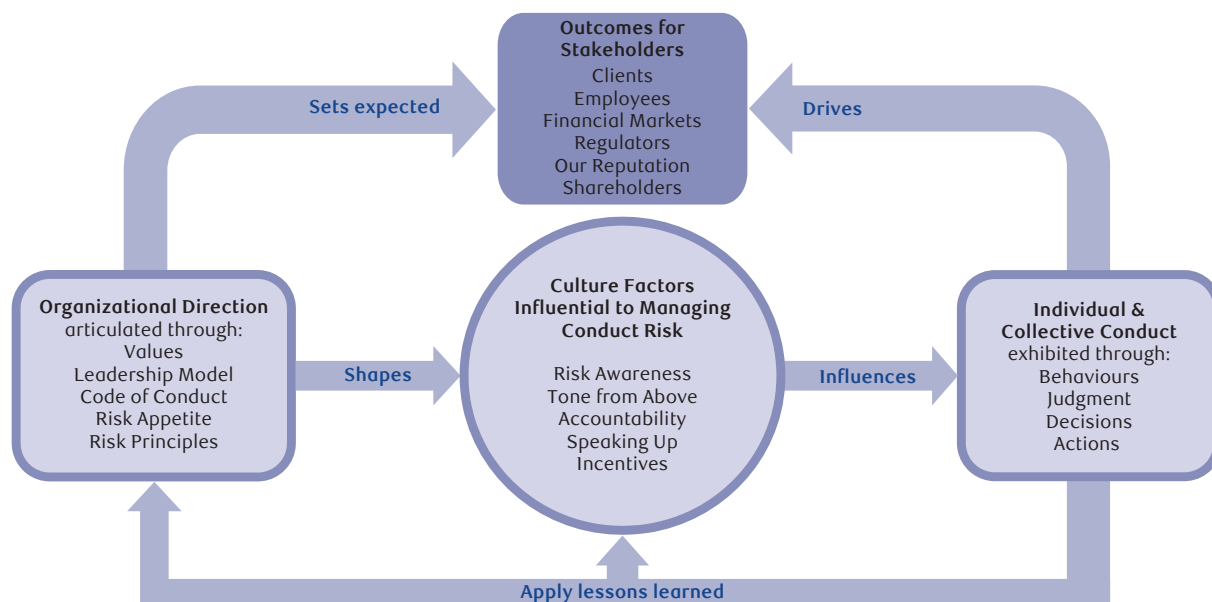 Outcomes for
Stakeholders
Clients
Employees
Financial Markets
Regulators
Our Reputation
Shareholders
Sets expected
Drives
Organizational Direction
articulated through:
Values
Leadership Model
Code of Conduct
Risk Appetite
Risk Principles
Shapes
Culture Factors
Influential to Managing
Conduct Risk
Risk Awareness
Tone from Above
Accountability
Speaking Up
Incentives
Influences
Individual &
Collective Conduct
exhibited through:
Behaviours
Judgment
Decisions
Actions
Apply lessons learned